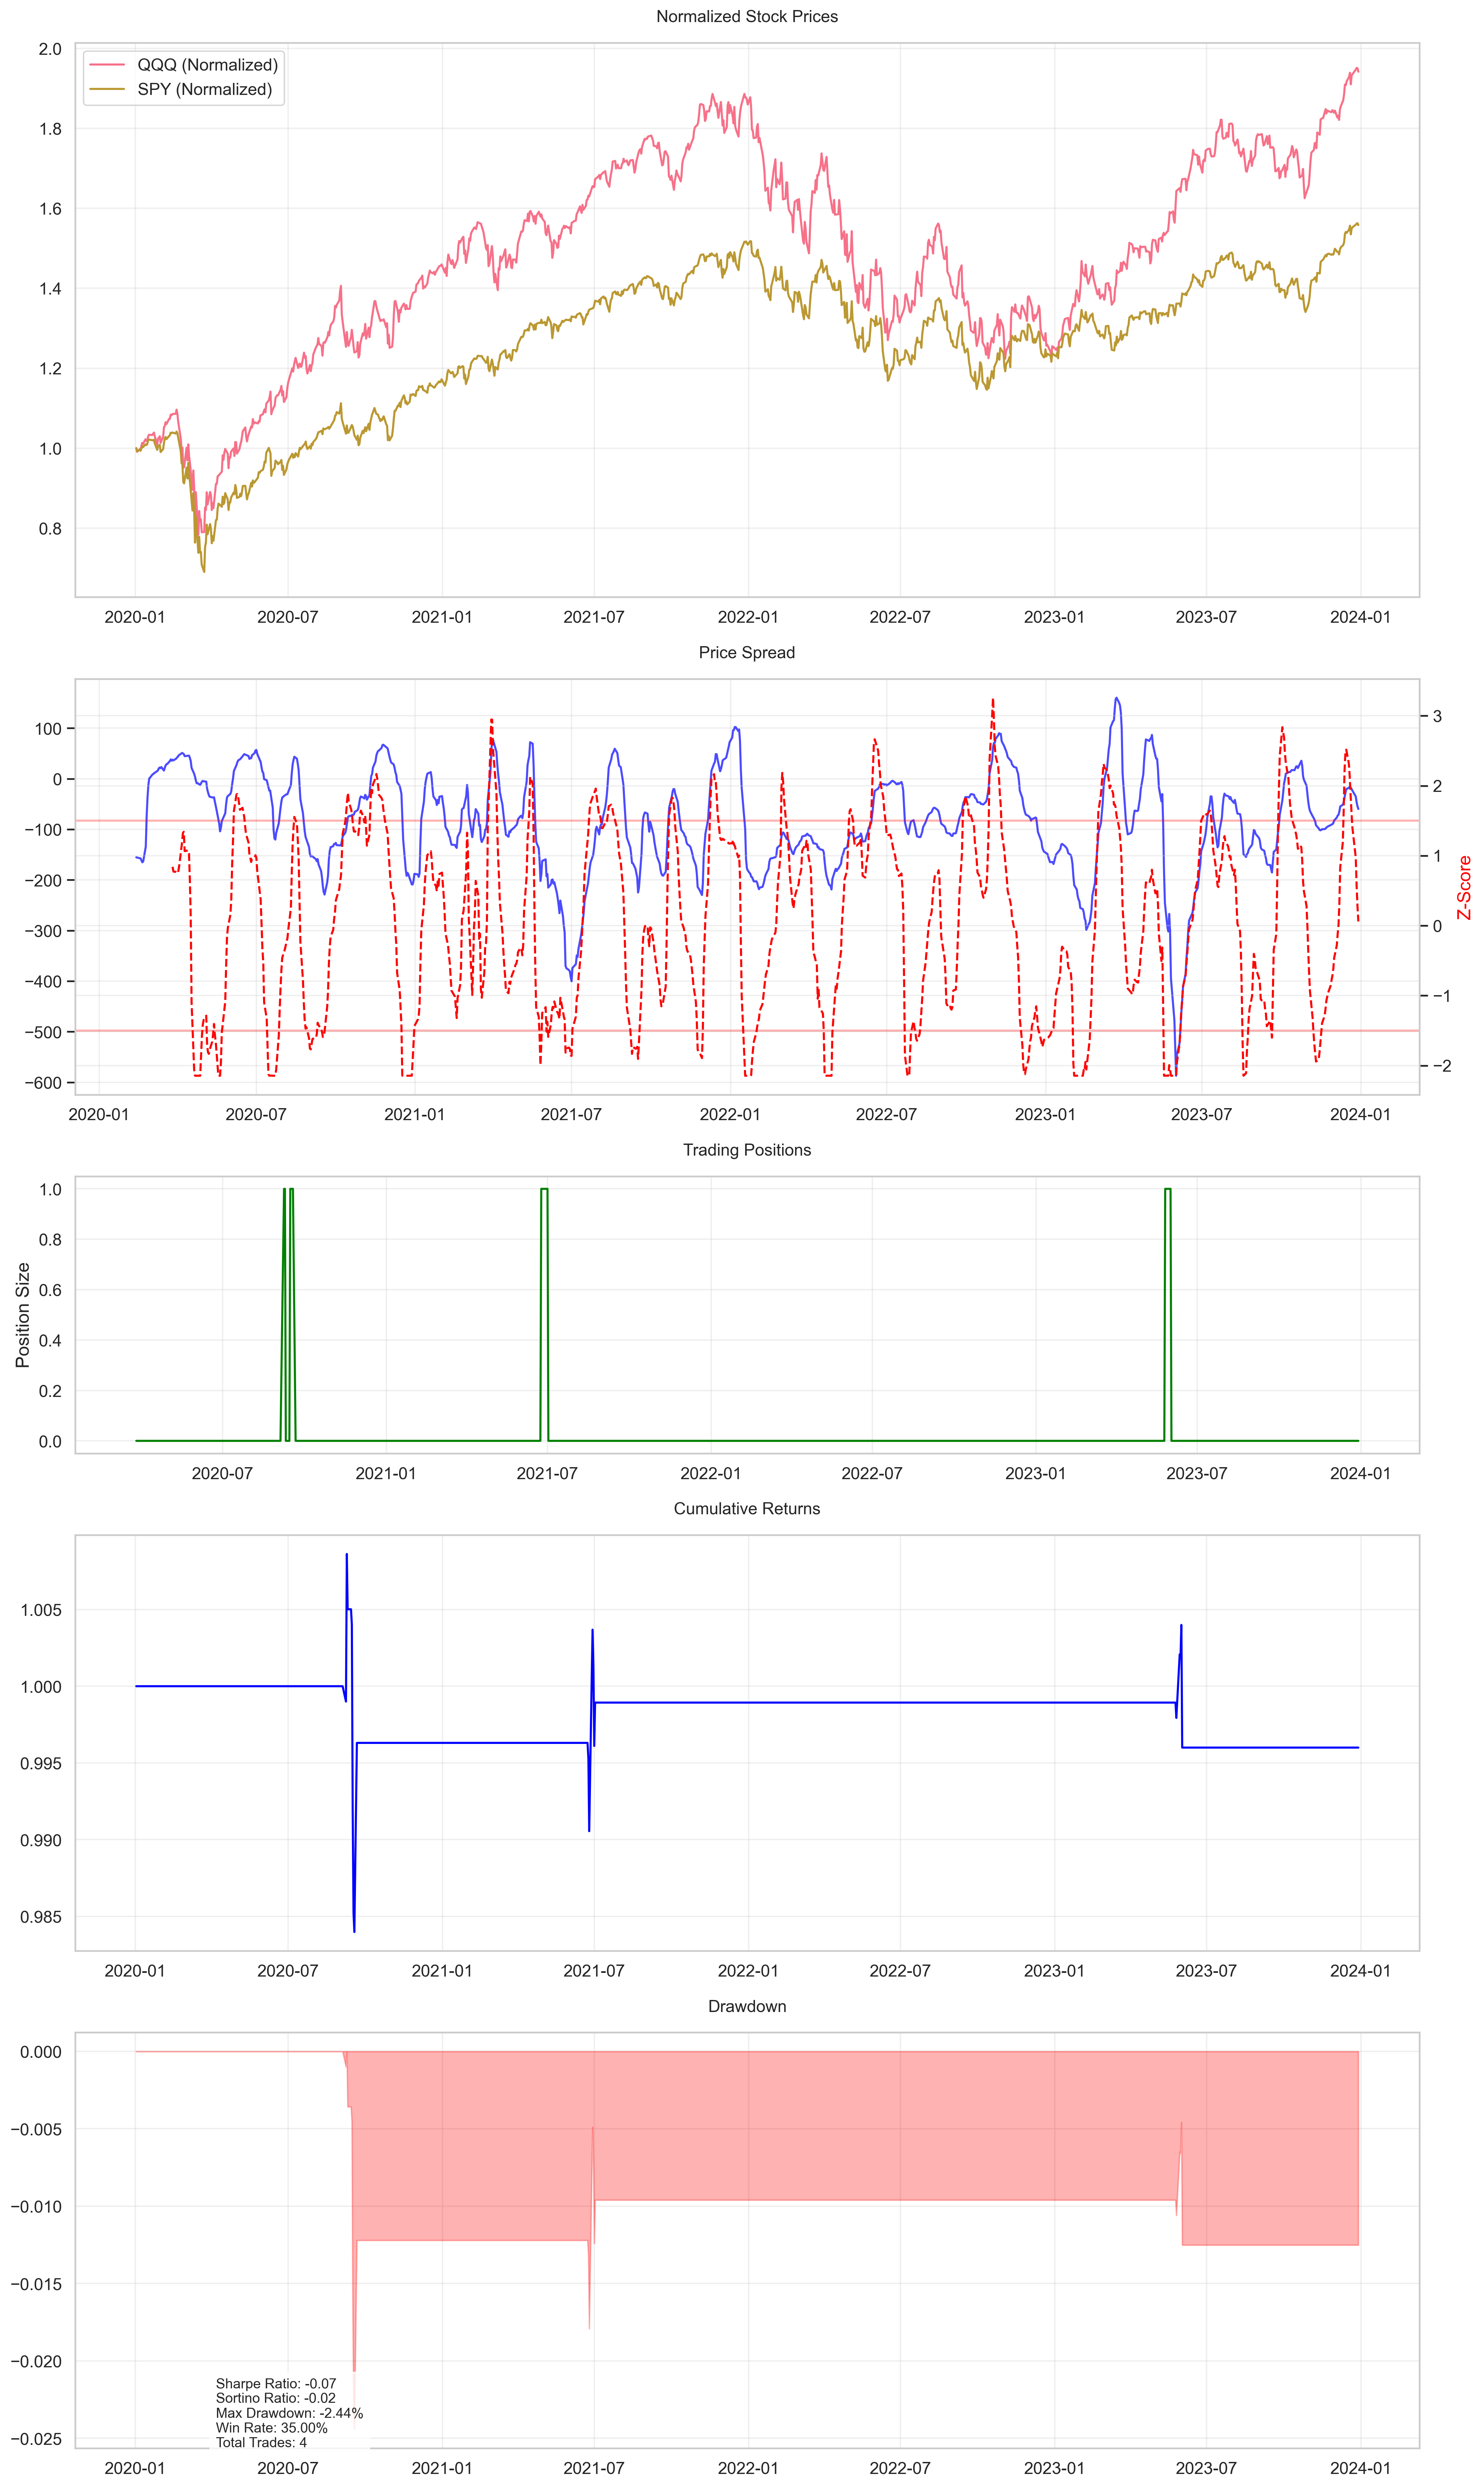 Normalized Stock Prices
QQQ (Normalized)
SPY (Normalized)
2.0
1.8
1.6
1.4
1.2
1.0
0.8
2020-01 2020-07 2021-01 2021-07 2022-01 2022-07 2023-01 2023-07 2024-01
Price Spread
100
0
−100
−200
−300
−400
−500
−600
3
2
1
0
−1
−2
Z-Score
2020-01 2020-07 2021-01 2021-07 2022-01 2022-07 2023-01 2023-07 2024-01
Trading Positions
Position Size
1.0
0.8
0.6
0.4
0.2
0.0
2020-07 2021-01 2021-07 2022-01 2022-07 2023-01 2023-07 2024-01
Cumulative Returns
1.005
1.000
0.995
0.990
0.985
2020-01 2020-07 2021-01 2021-07 2022-01 2022-07 2023-01 2023-07 2024-01
Drawdown
0.000
−0.005
−0.010
−0.015
−0.020
−0.025
Sharpe Ratio: -0.07
Sortino Ratio: -0.02
Max Drawdown: -2.44%
Win Rate: 35.00%
Total Trades: 4
2020-01 2020-07 2021-01 2021-07 2022-01 2022-07 2023-01 2023-07 2024-01